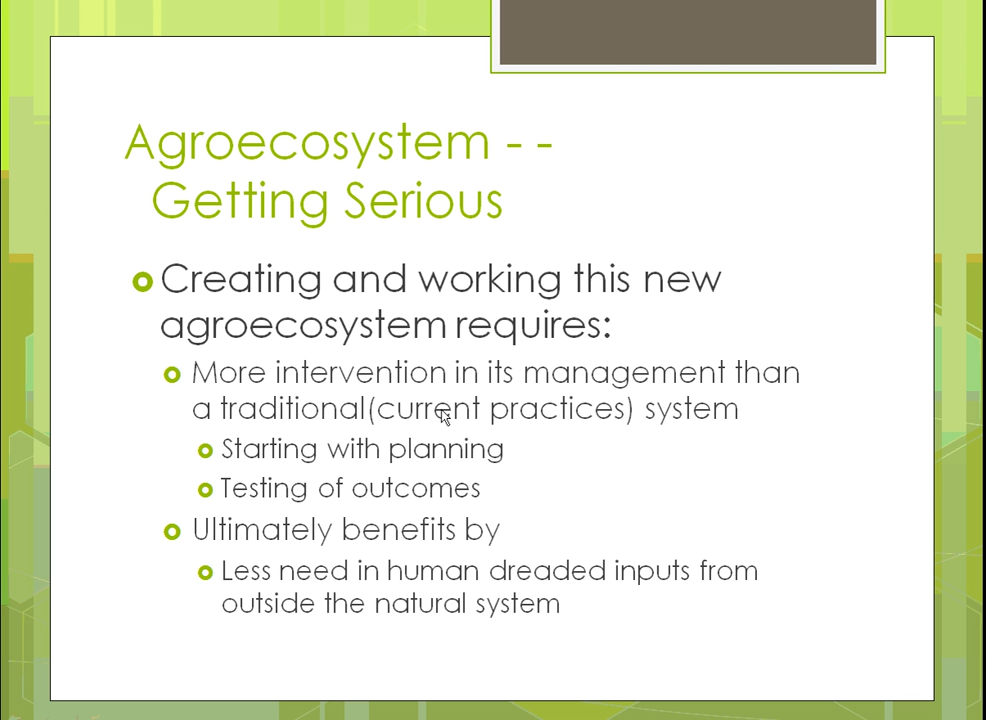 Agroecosystem - -
Getting Serious
Creating and working this new
agroecosystem requires:
More intervention in its management than
a traditional(current practices) system
Starting with planning
Testing of outcomes
Ultimately benefits by
Less need in human dreaded inputs from
outside the natural system